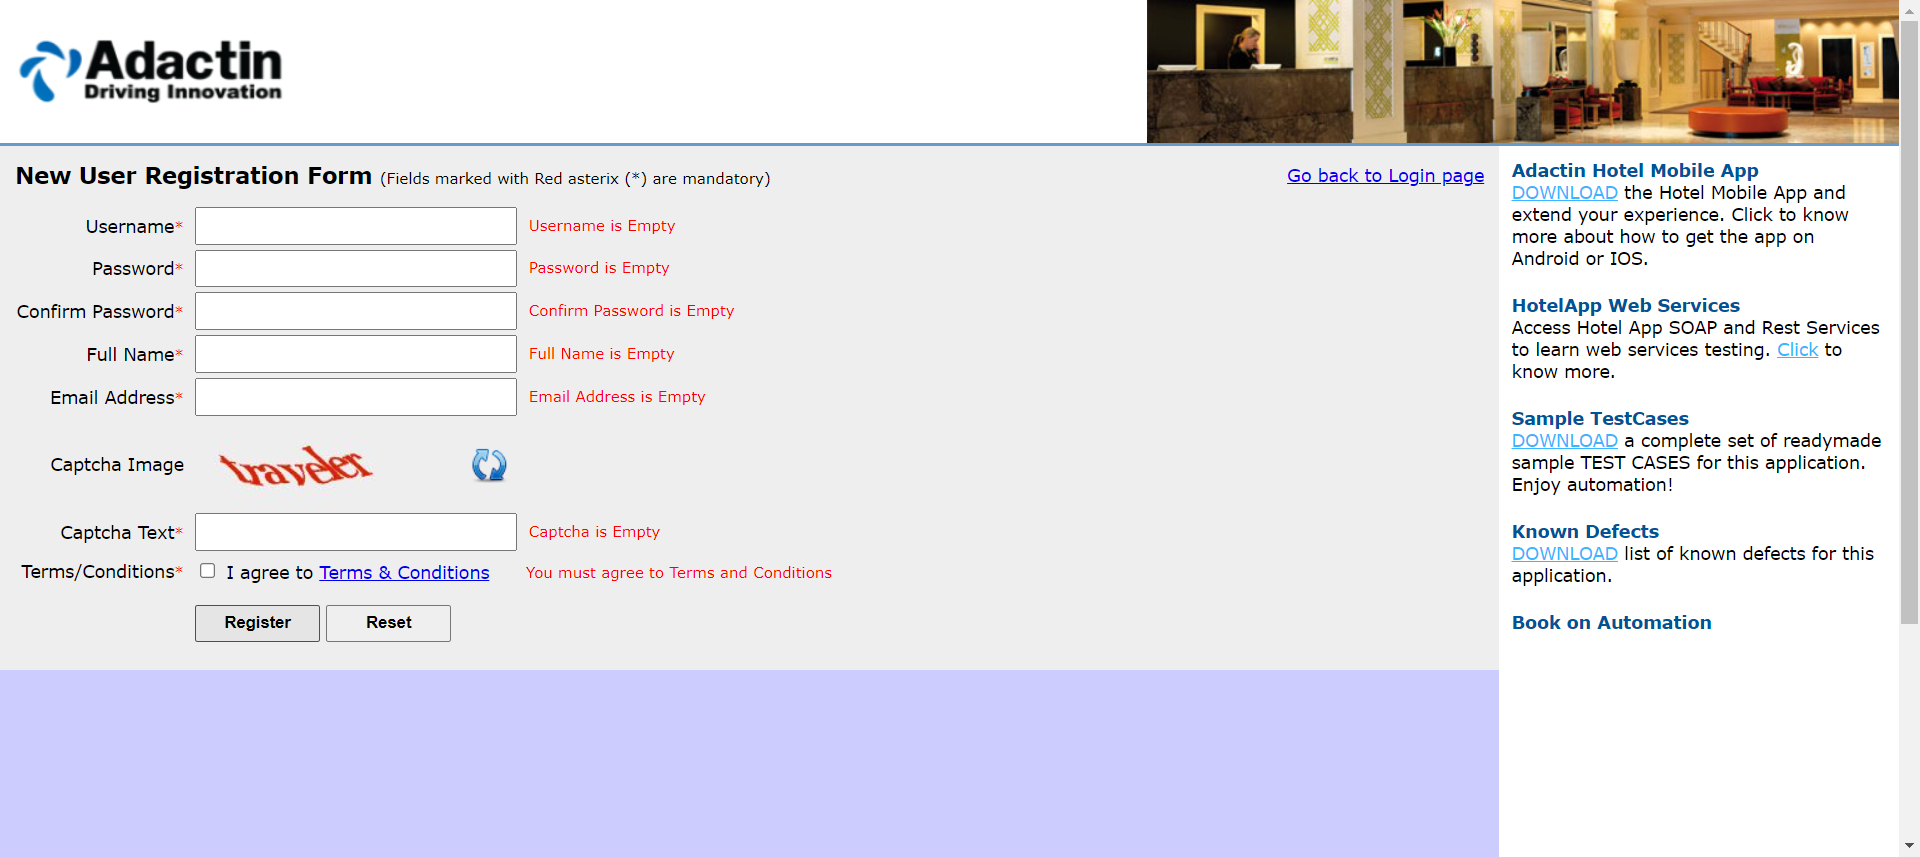 Adactin
Driving Innovation
New User Registration Form (Fields marked with Red asterix (*) are mandatory)
Go back to Login page
Username*
Username is Empty
Password*
Password is Empty
Confirm Password*
Confirm Password is Empty
Full Name*
Full Name is Empty
Email Address*
Email Address is Empty
Captcha Image
traveler
Captcha Text*
Captcha is Empty
Terms/Conditions*
I agree to Terms & Conditions
You must agree to Terms and Conditions
Register
Reset
Adactin Hotel Mobile App
DOWNLOAD the Hotel Mobile App and
extend your experience. Click to know
more about how to get the app on
Android or IOS.
HotelApp Web Services
Access Hotel App SOAP and Rest Services
to learn web services testing. Click to
know more.
Sample TestCases
DOWNLOAD a complete set of readymade
sample TEST CASES for this application.
Enjoy automation!
Known Defects
DOWNLOAD list of known defects for this
application.
Book on Automation